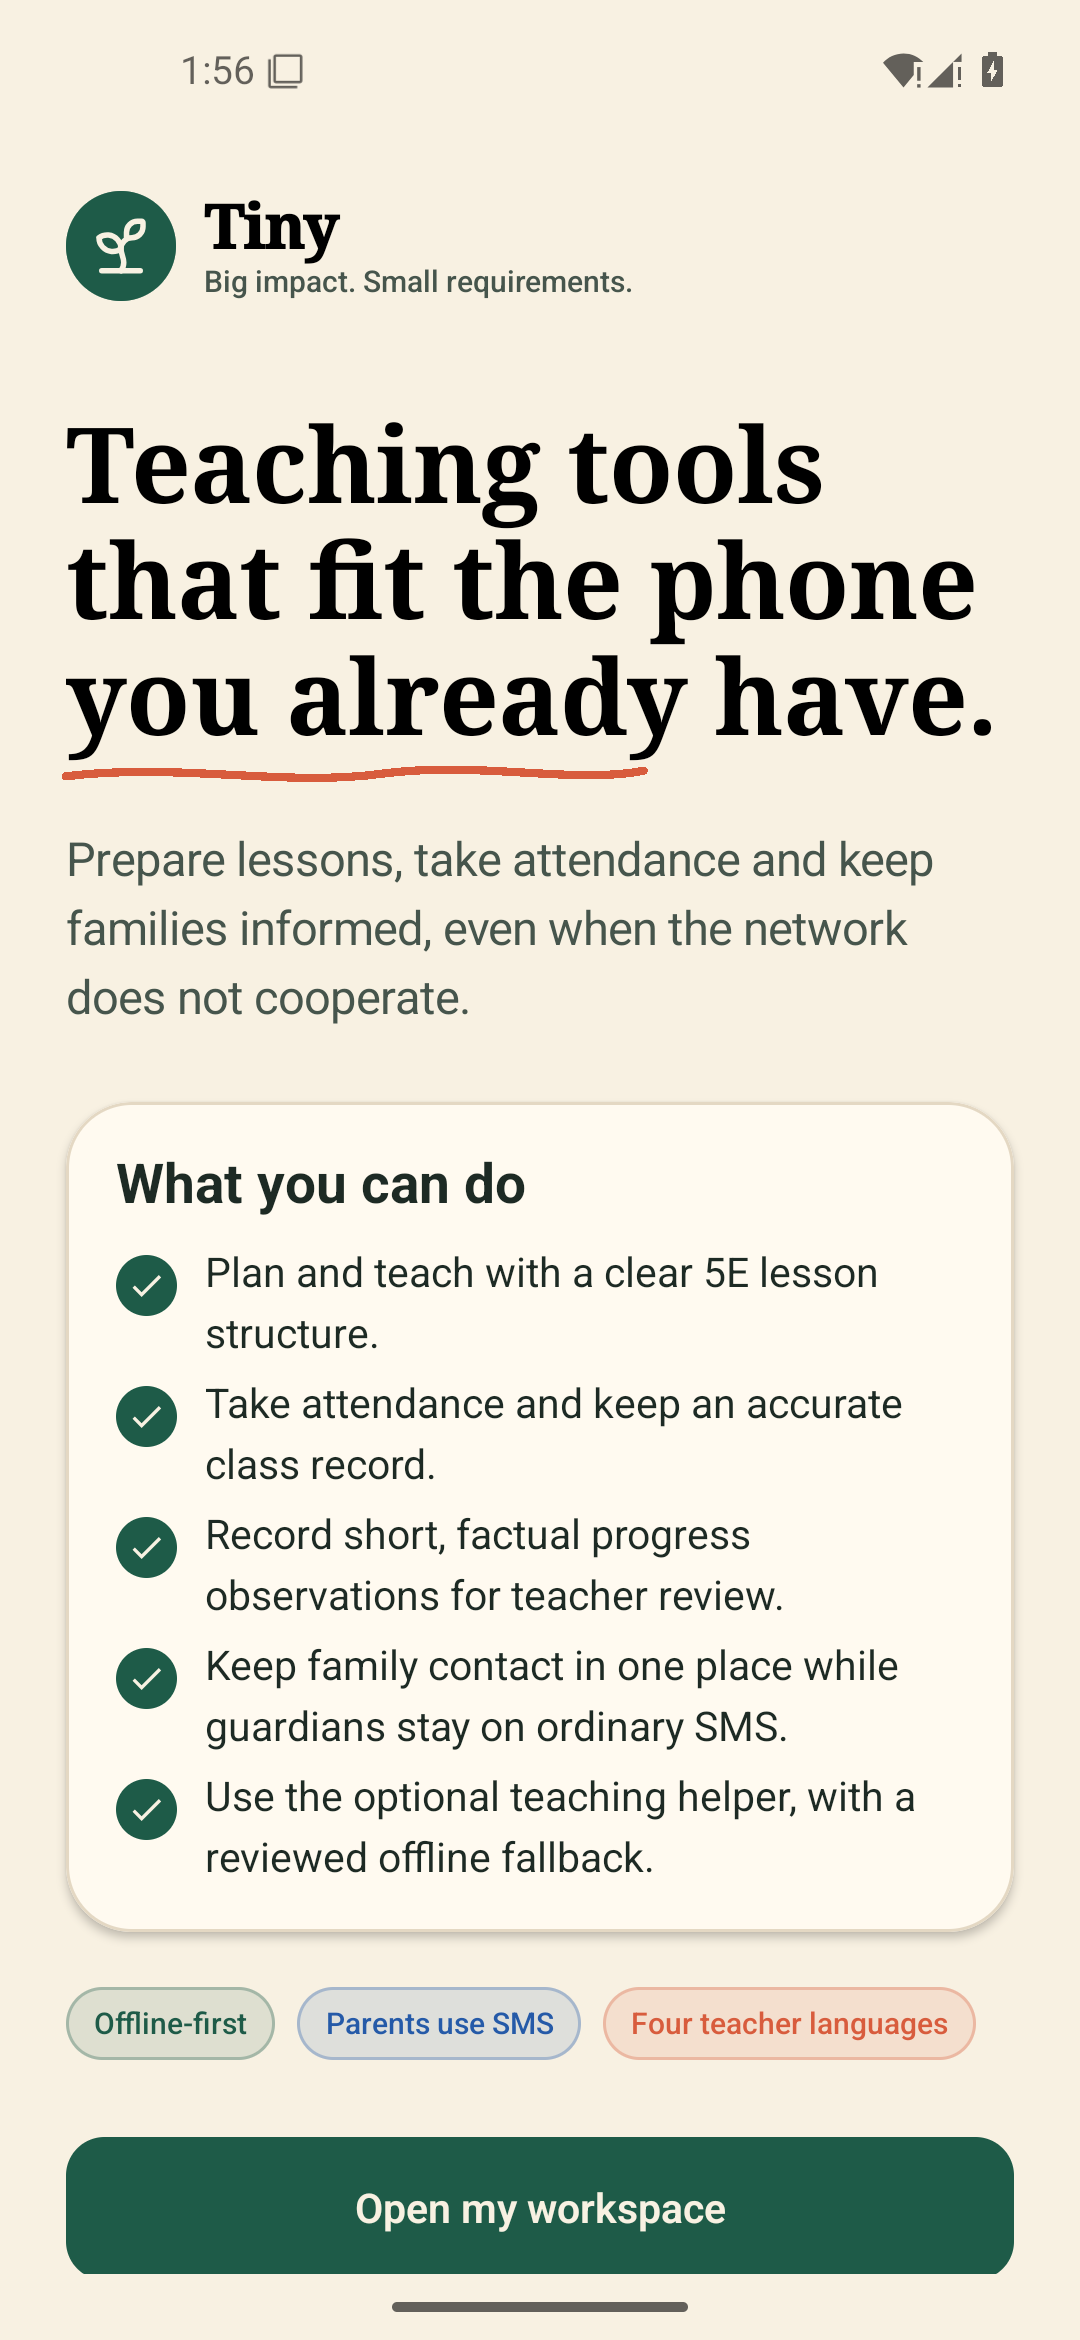 1:56
Tiny
Big impact. Small requirements.
Teaching tools
that fit the phone
you already have.
Prepare lessons, take attendance and keep
families informed, even when the network
does not cooperate.
What you can do
Plan and teach with a clear 5E lesson
structure.
Take attendance and keep an accurate
class record.
Record short, factual progress
observations for teacher review.
Keep family contact in one place while
guardians stay on ordinary SMS.
Use the optional teaching helper, with a
reviewed offline fallback.
Offline-first Parents use SMS Four teacher languages
Open my workspace